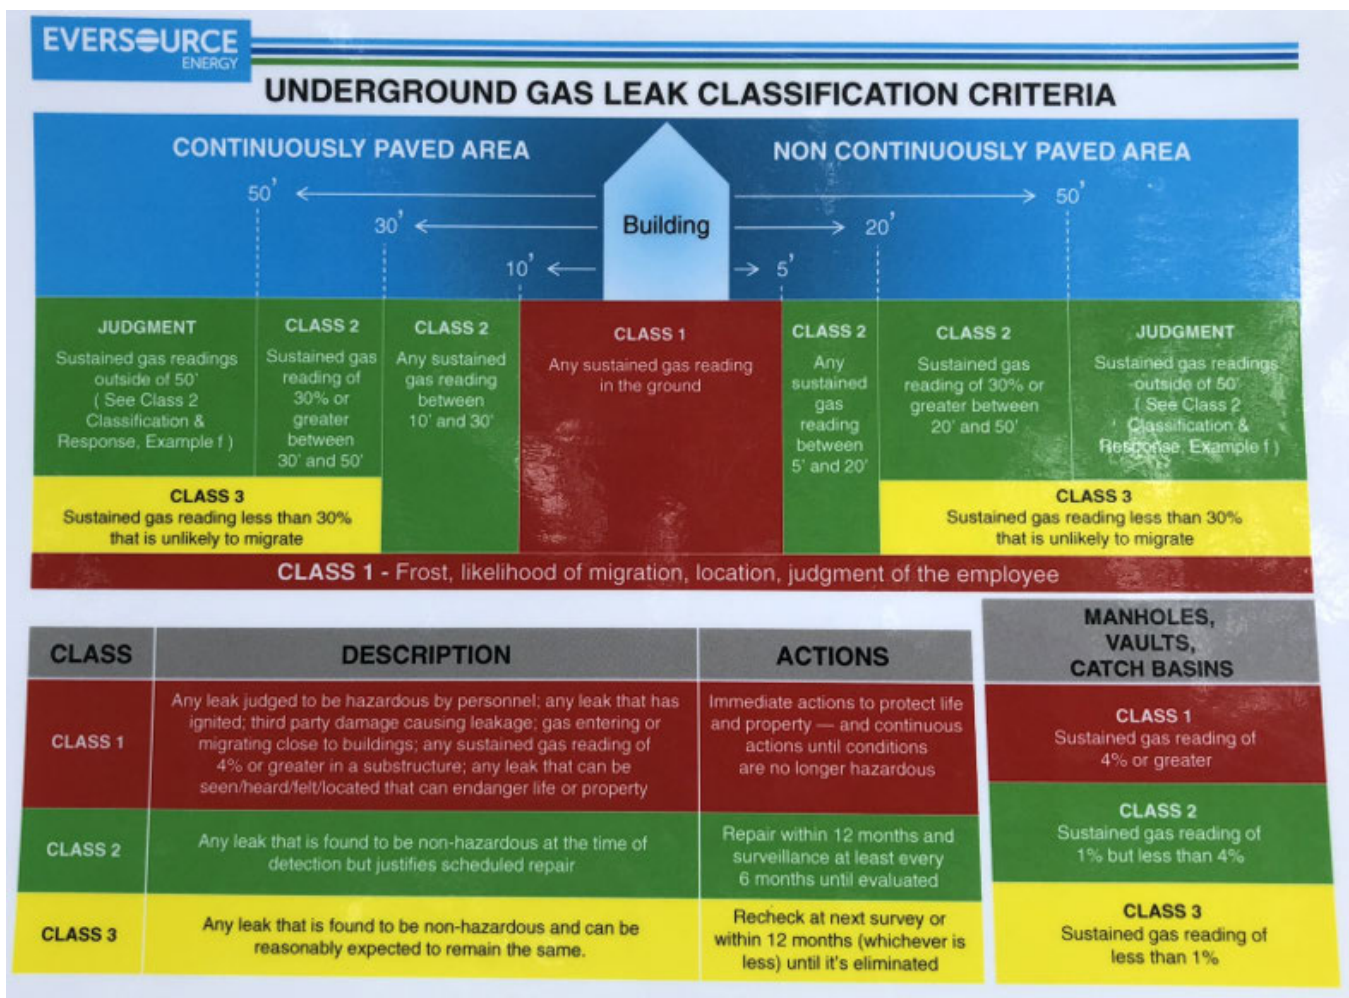 EVERSOURCE
ENERGY
UNDERGROUND GAS LEAK CLASSIFICATION CRITERIA
CONTINUOUSLY PAVED AREA
NON CONTINUOUSLY PAVED AREA
50'
50'
30'
Building
20'
10'
5'
JUDGMENT
Sustained gas readings
outside of 50'
( See Class 2
Classification &
Response, Example f )
CLASS 2
Sustained gas
reading of
30% or
greater
between
30' and 50'
CLASS 2
Any sustained
gas reading
between
10' and 30'
CLASS 1
Any sustained gas reading
in the ground
CLASS 2
Any
sustained
gas
reading
between
5' and 20'
CLASS 2
Sustained gas
reading of 30% or
greater between
20' and 50'
JUDGMENT
Sustained gas readings
outside of 50'
( See Class 2
Classification &
Response, Example f )
CLASS 3
Sustained gas reading less than 30%
that is unlikely to migrate
CLASS 3
Sustained gas reading less than 30%
that is unlikely to migrate
CLASS 1 - Frost, likelihood of migration, location, judgment of the employee
CLASS
DESCRIPTION
ACTIONS
CLASS 1
Any leak judged to be hazardous by personnel; any leak that has
ignited; third party damage causing leakage; gas entering or
migrating close to buildings; any sustained gas reading of
4% or greater in a substructure; any leak that can be
seen/heard/felt/located that can endanger life or property
Immediate actions to protect life
and property — and continuous
actions until conditions
are no longer hazardous
CLASS 2
Any leak that is found to be non-hazardous at the time of
detection but justifies scheduled repair
Repair within 12 months and
surveillance at least every
6 months until evaluated
CLASS 3
Any leak that is found to be non-hazardous and can be
reasonably expected to remain the same.
Recheck at next survey or
within 12 months (whichever is
less) until it's eliminated
MANHOLES,
VAULTS,
CATCH BASINS
CLASS 1
Sustained gas reading of
4% or greater
CLASS 2
Sustained gas reading of
1% but less than 4%
CLASS 3
Sustained gas reading of
less than 1%